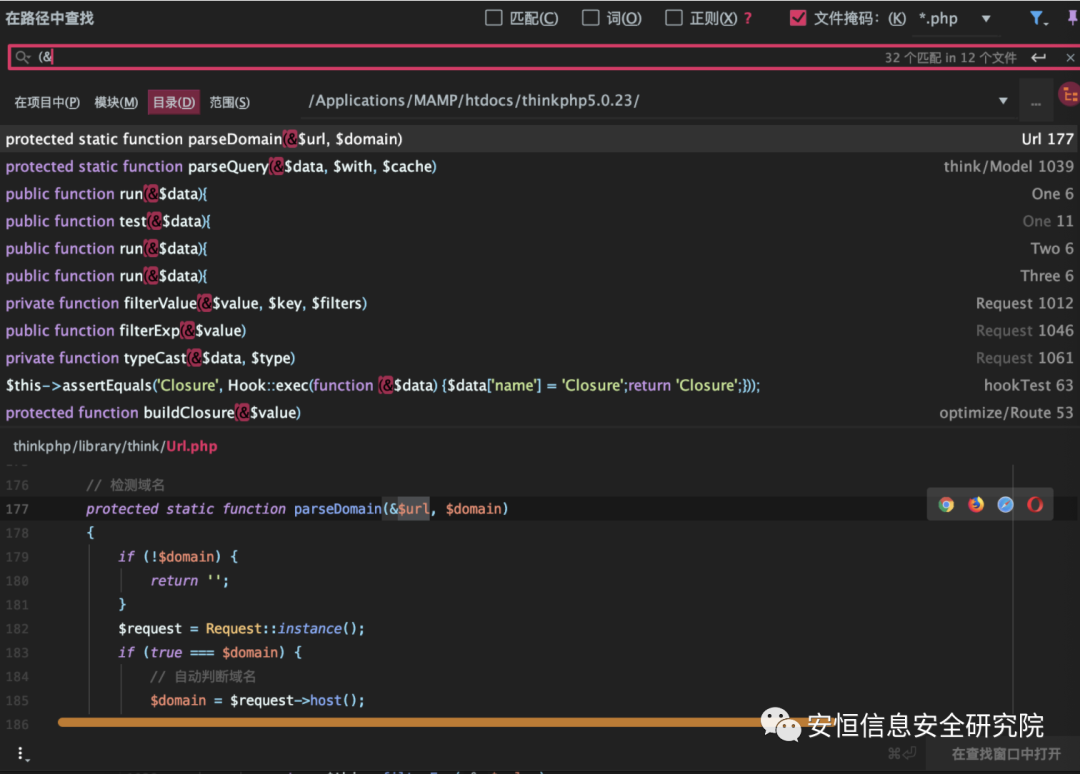 在路径中查找 匹配(C) 词(O) 正则(X) ? 文件掩码: (K) *.php
(& 32 个匹配 in 12 个文件
在项目中(P) 模块(M) 目录(D) 范围(S) /Applications/MAMP/htdocs/thinkphp5.0.23/ ...
protected static function parseDomain(&$url, $domain) Url 177
protected static function parseQuery(&$data, $with, $cache) think/Model 1039
public function run(&$data){ One 6
public function test(&$data){ One 11
public function run(&$data){ Two 6
public function run(&$data){ Three 6
private function filterValue(&$value, $key, $filters) Request 1012
public function filterExp(&$value) Request 1046
private function typeCast(&$data, $type) Request 1061
$this->assertEquals('Closure', Hook::exec(function (&$data) {$data['name'] = 'Closure';return 'Closure';})); hookTest 63
protected function buildClosure(&$value) optimize/Route 53
thinkphp/library/think/Url.php
176 // 检测域名
177 protected static function parseDomain(&$url, $domain)
178 {
179 if (!$domain) {
180 return '';
181 }
182 $request = Request::instance();
183 if (true === $domain) {
184 // 自动判断域名
185 $domain = $request->host();
186
安恒信息安全研究院
⌘⏎ 在查找窗口中打开